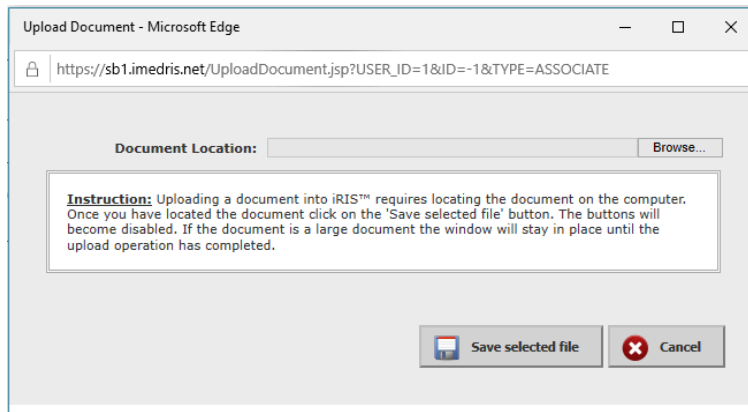 Upload Document - Microsoft Edge
https://sb1.imedris.net/UploadDocument.jsp?USER_ID=1&ID=-1&TYPE=ASSOCIATE
Document Location: Browse...
Instruction: Uploading a document into iRIS™ requires locating the document on the computer.
Once you have located the document click on the 'Save selected file' button. The buttons will
become disabled. If the document is a large document the window will stay in place until the
upload operation has completed.
Save selected file Cancel